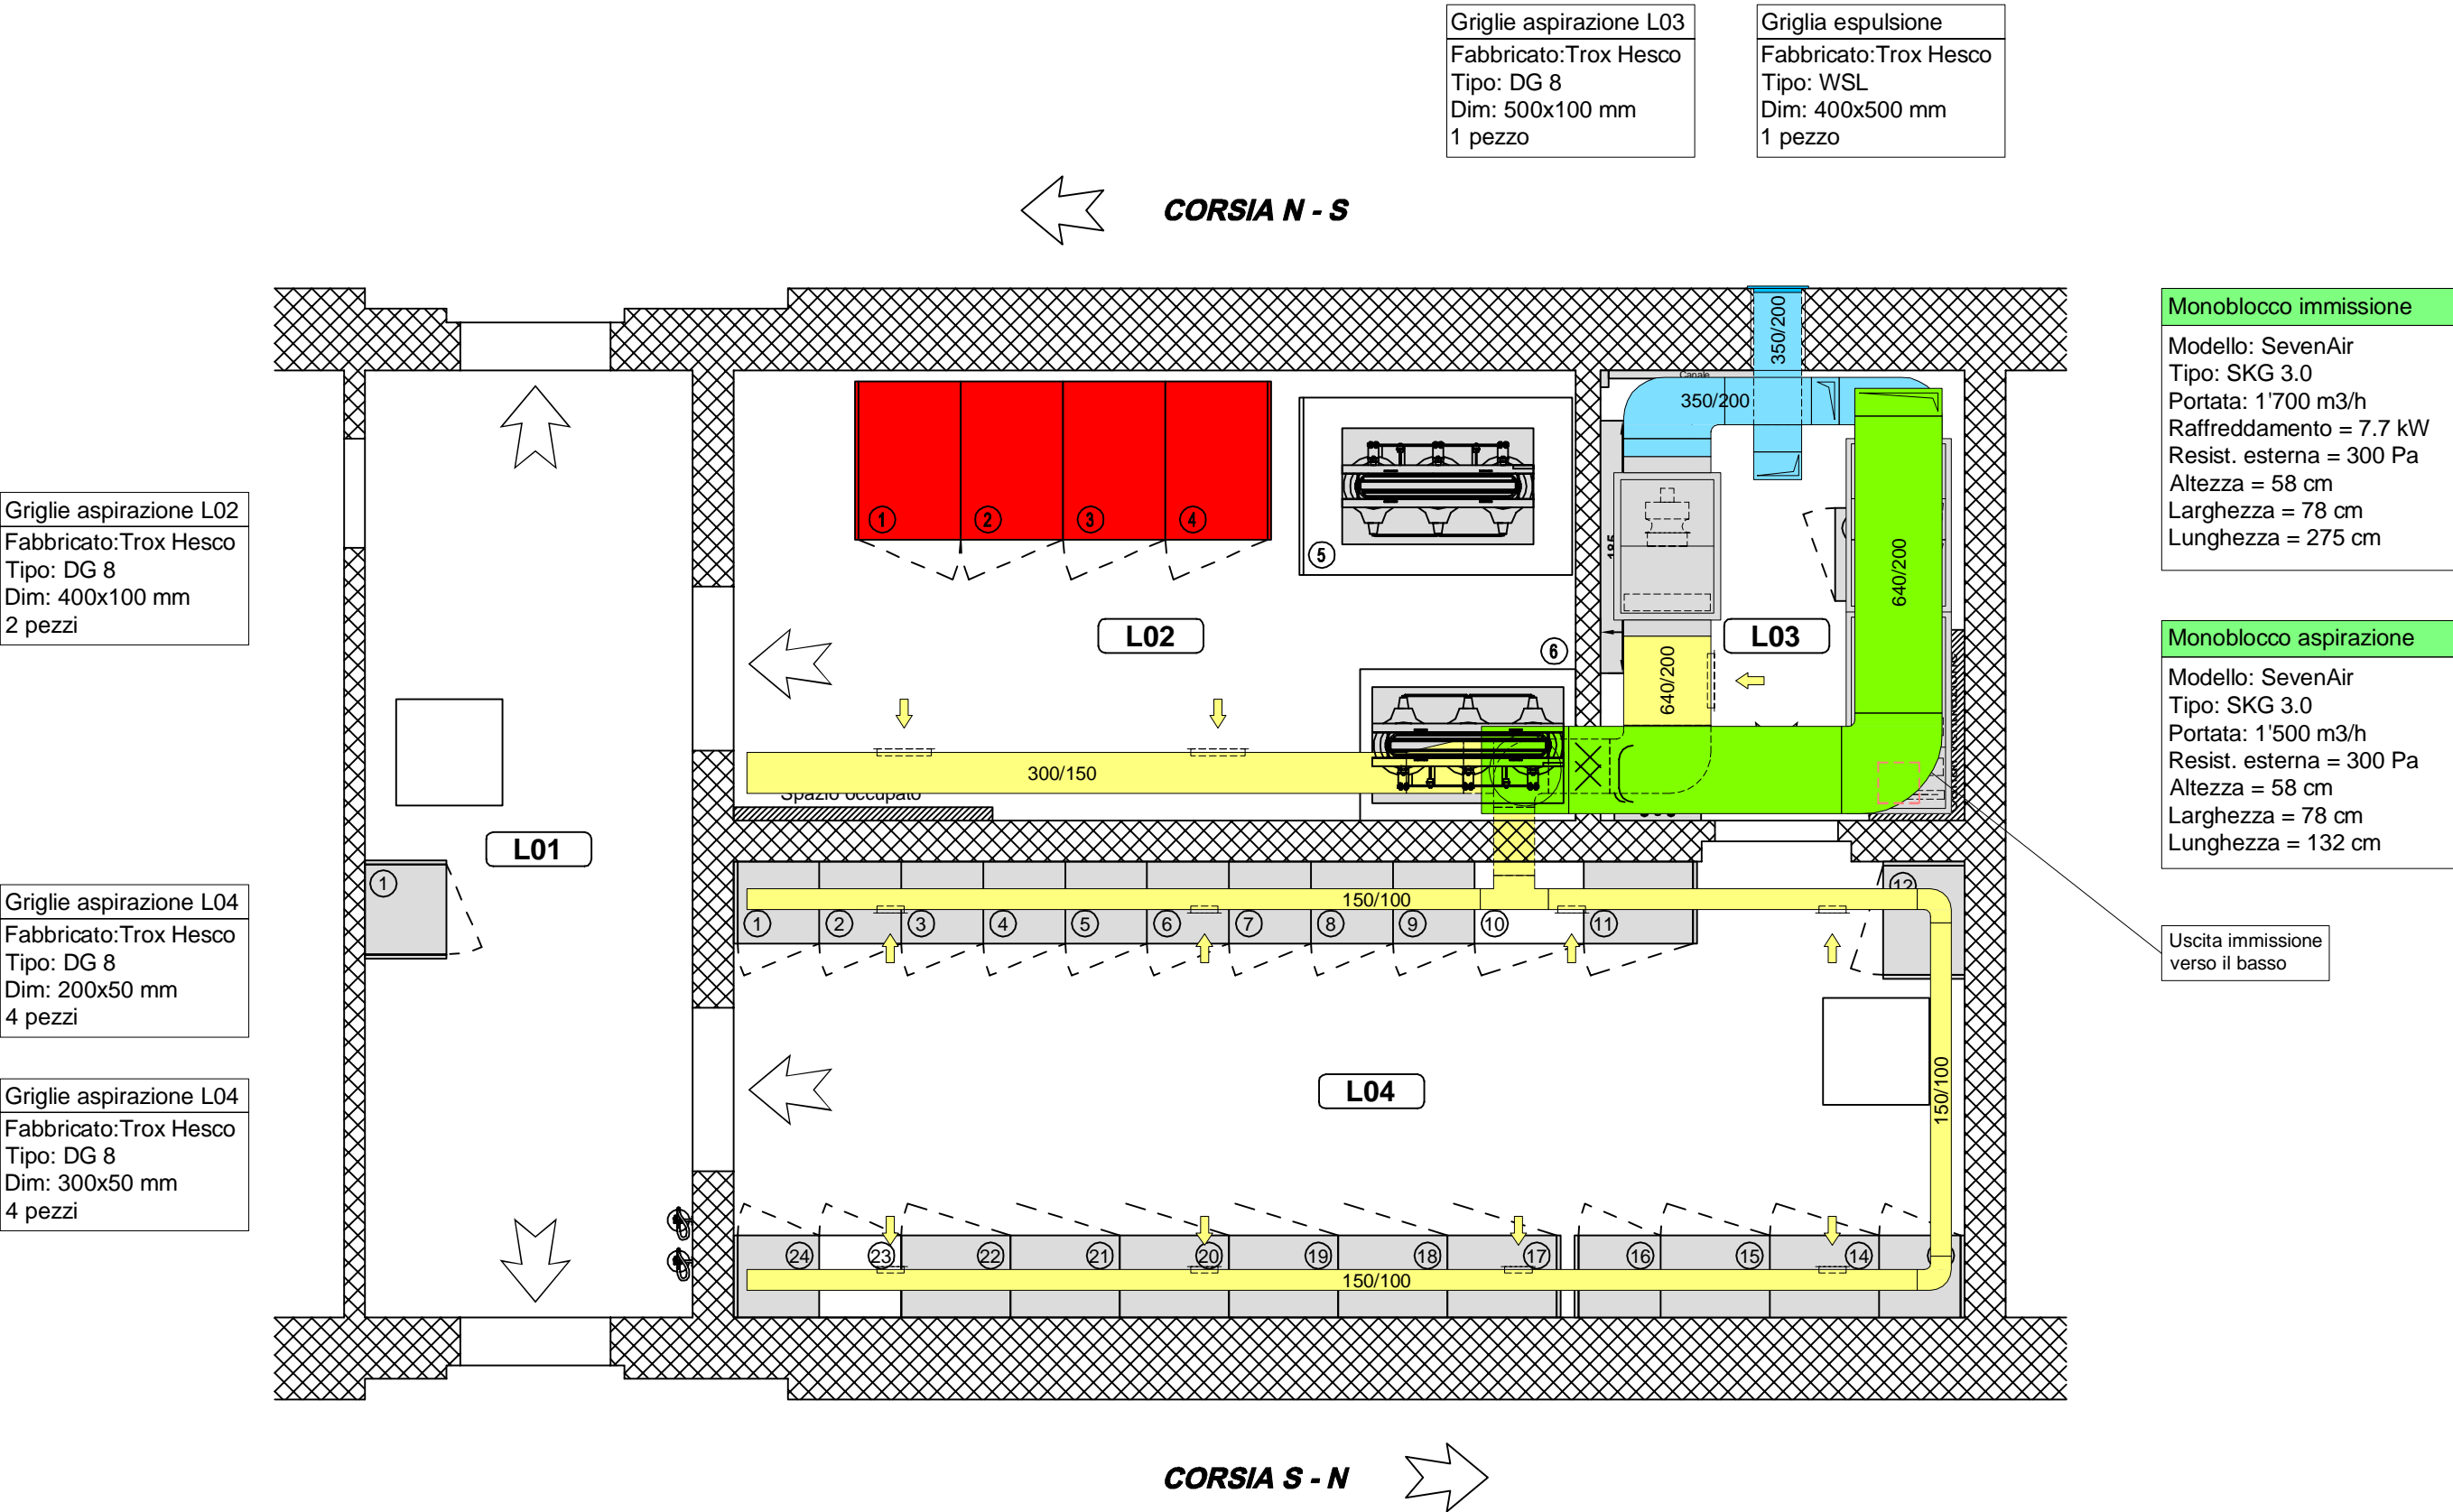 Griglie aspirazione L03
Fabbricato:Trox Hesco
Tipo: DG 8
Dim: 500x100 mm
1 pezzo
Griglia espulsione
Fabbricato:Trox Hesco
Tipo: WSL
Dim: 400x500 mm
1 pezzo
CORSIA N - S
Monoblocco immissione
Modello: SevenAir
Tipo: SKG 3.0
Portata: 1'700 m3/h
Raffreddamento = 7.7 kW
Resist. esterna = 300 Pa
Altezza = 58 cm
Larghezza = 78 cm
Lunghezza = 275 cm
Monoblocco aspirazione
Modello: SevenAir
Tipo: SKG 3.0
Portata: 1'500 m3/h
Resist. esterna = 300 Pa
Altezza = 58 cm
Larghezza = 78 cm
Lunghezza = 132 cm
Uscita immissione
verso il basso
Griglie aspirazione L02
Fabbricato:Trox Hesco
Tipo: DG 8
Dim: 400x100 mm
2 pezzi
Griglie aspirazione L04
Fabbricato:Trox Hesco
Tipo: DG 8
Dim: 200x50 mm
4 pezzi
Griglie aspirazione L04
Fabbricato:Trox Hesco
Tipo: DG 8
Dim: 300x50 mm
4 pezzi
350/200
Canale
350/200
1 2 3 4
5
185
640/200
L02
L03
6
640/200
300/150
Spazio occupato
L01
1
150/100
12
1 2 3 4 5 6 7 8 9 10 11
L04
150/100
24 23 22 21 20 19 18 17 16 15 14
150/100
CORSIA S - N